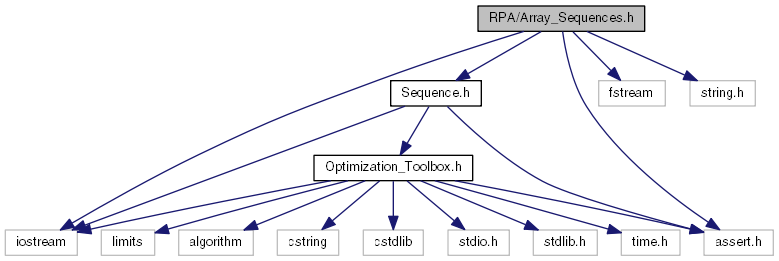 RPA/Array_Sequences.h
Sequence.h
fstream
string.h
Optimization_Toolbox.h
iostream
limits
algorithm
cstring
cstdlib
stdio.h
stdlib.h
time.h
assert.h